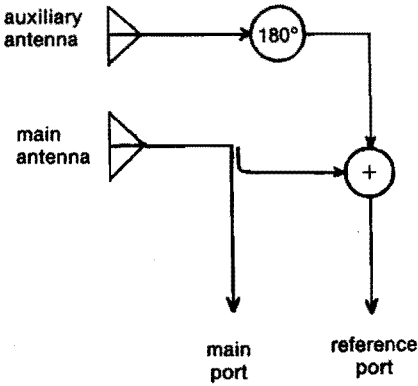 auxiliary
antenna
180°
main
antenna
+
main
port
reference
port